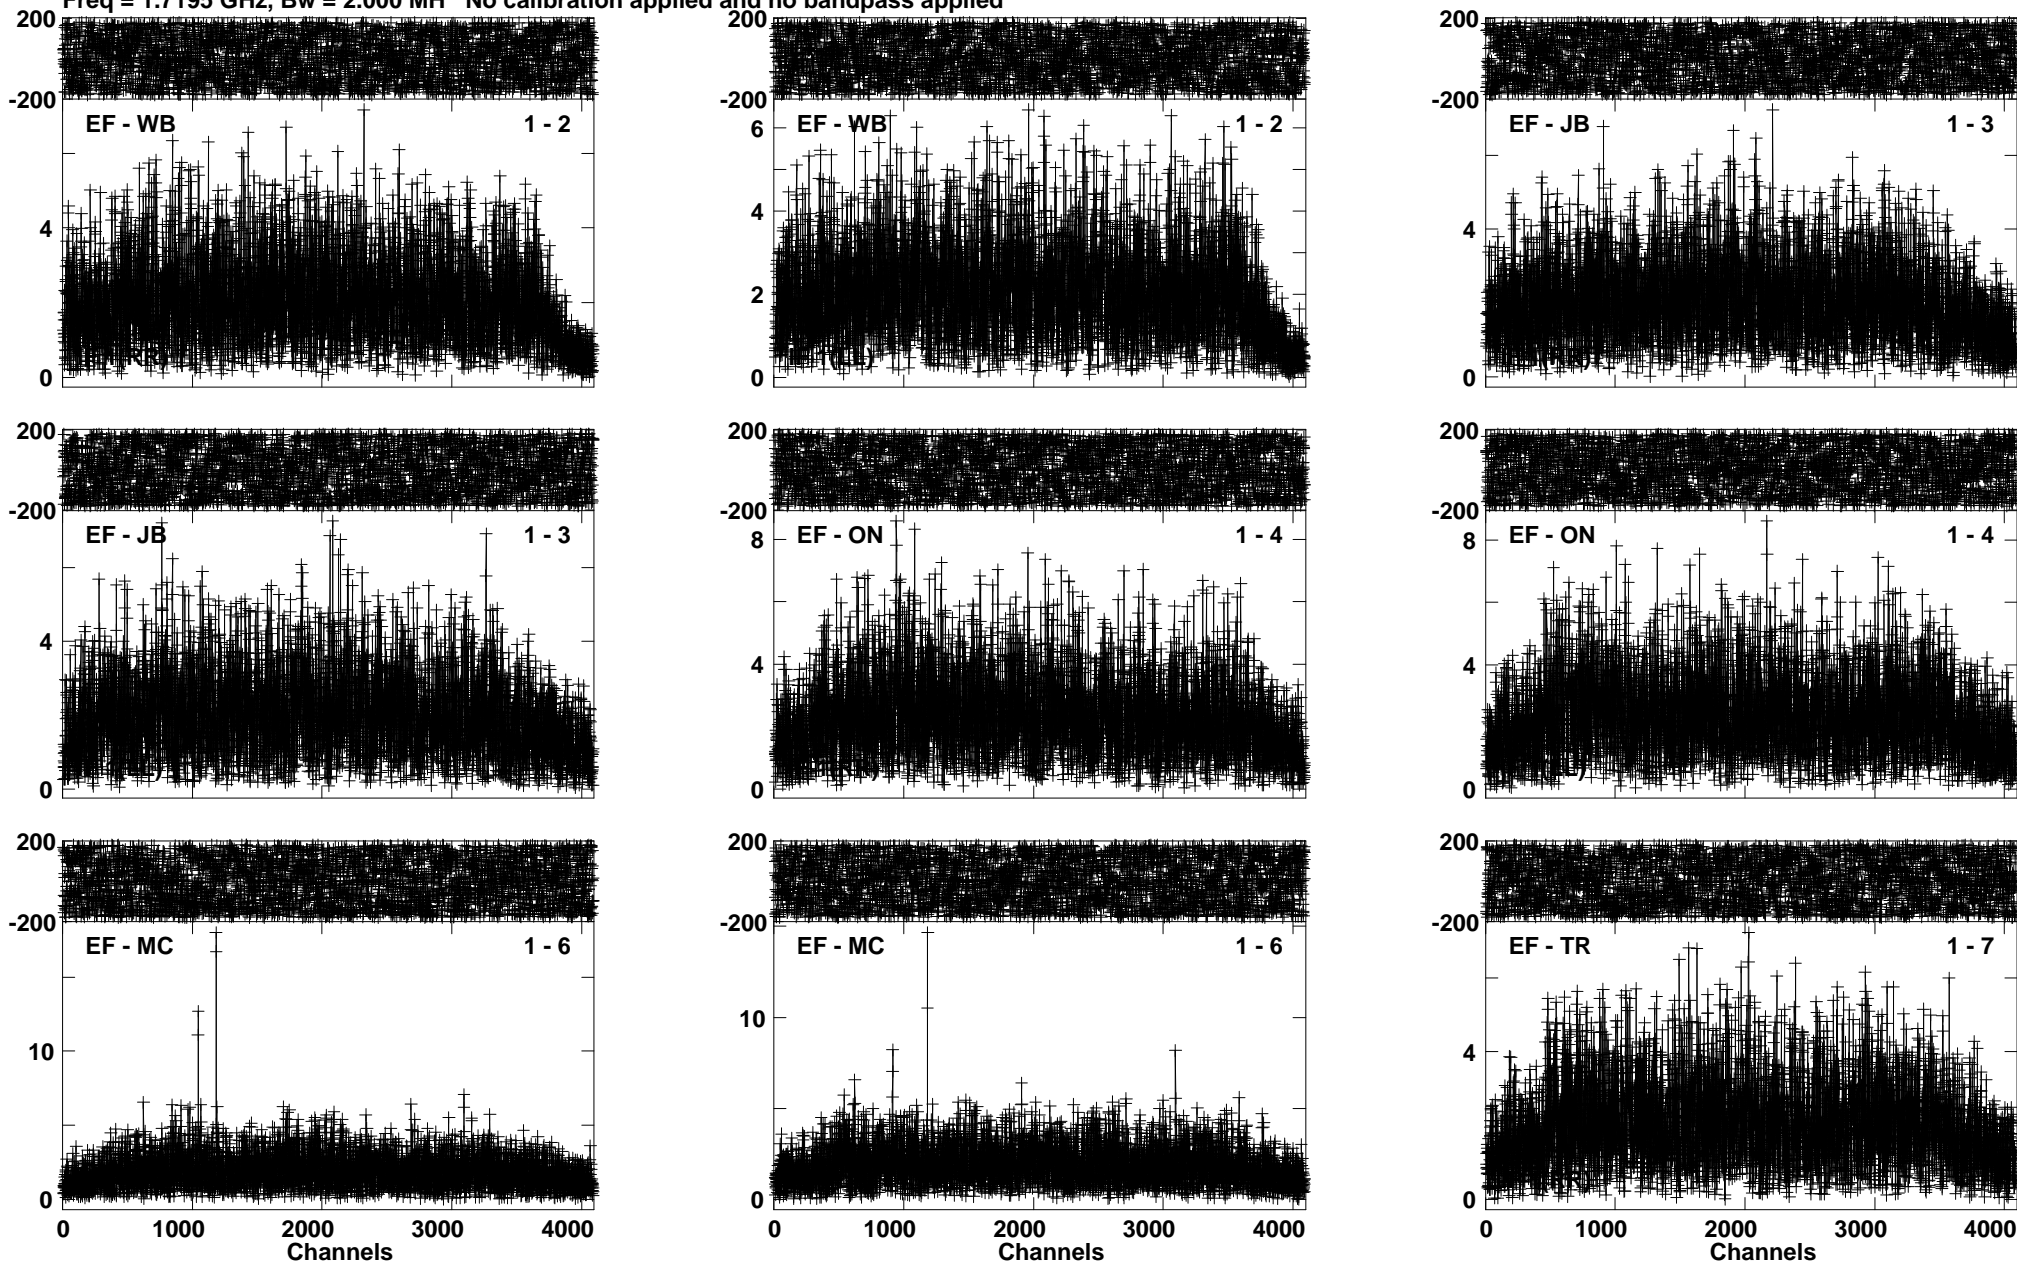 Freq = 1.7195 GHz, Bw = 2.000 MH No calibration applied and no bandpass applied
200 200 200
-200 -200 -200
EF - WB 1 - 2 EF - WB 1 - 2 EF - JB 1 - 3
6
4 4 4
2
0 0 0
200 200 200
-200 -200 -200
EF - JB 1 - 3 EF - ON 1 - 4 EF - ON 1 - 4
8 8
4 4 4
0 0 0
200 200 200
-200 -200 -200
EF - MC 1 - 6 EF - MC 1 - 6 EF - TR 1 - 7
10 10 4
0 0 0
0 1000 2000 3000 4000 0 1000 2000 3000 4000 0 1000 2000 3000 4000
Channels Channels Channels